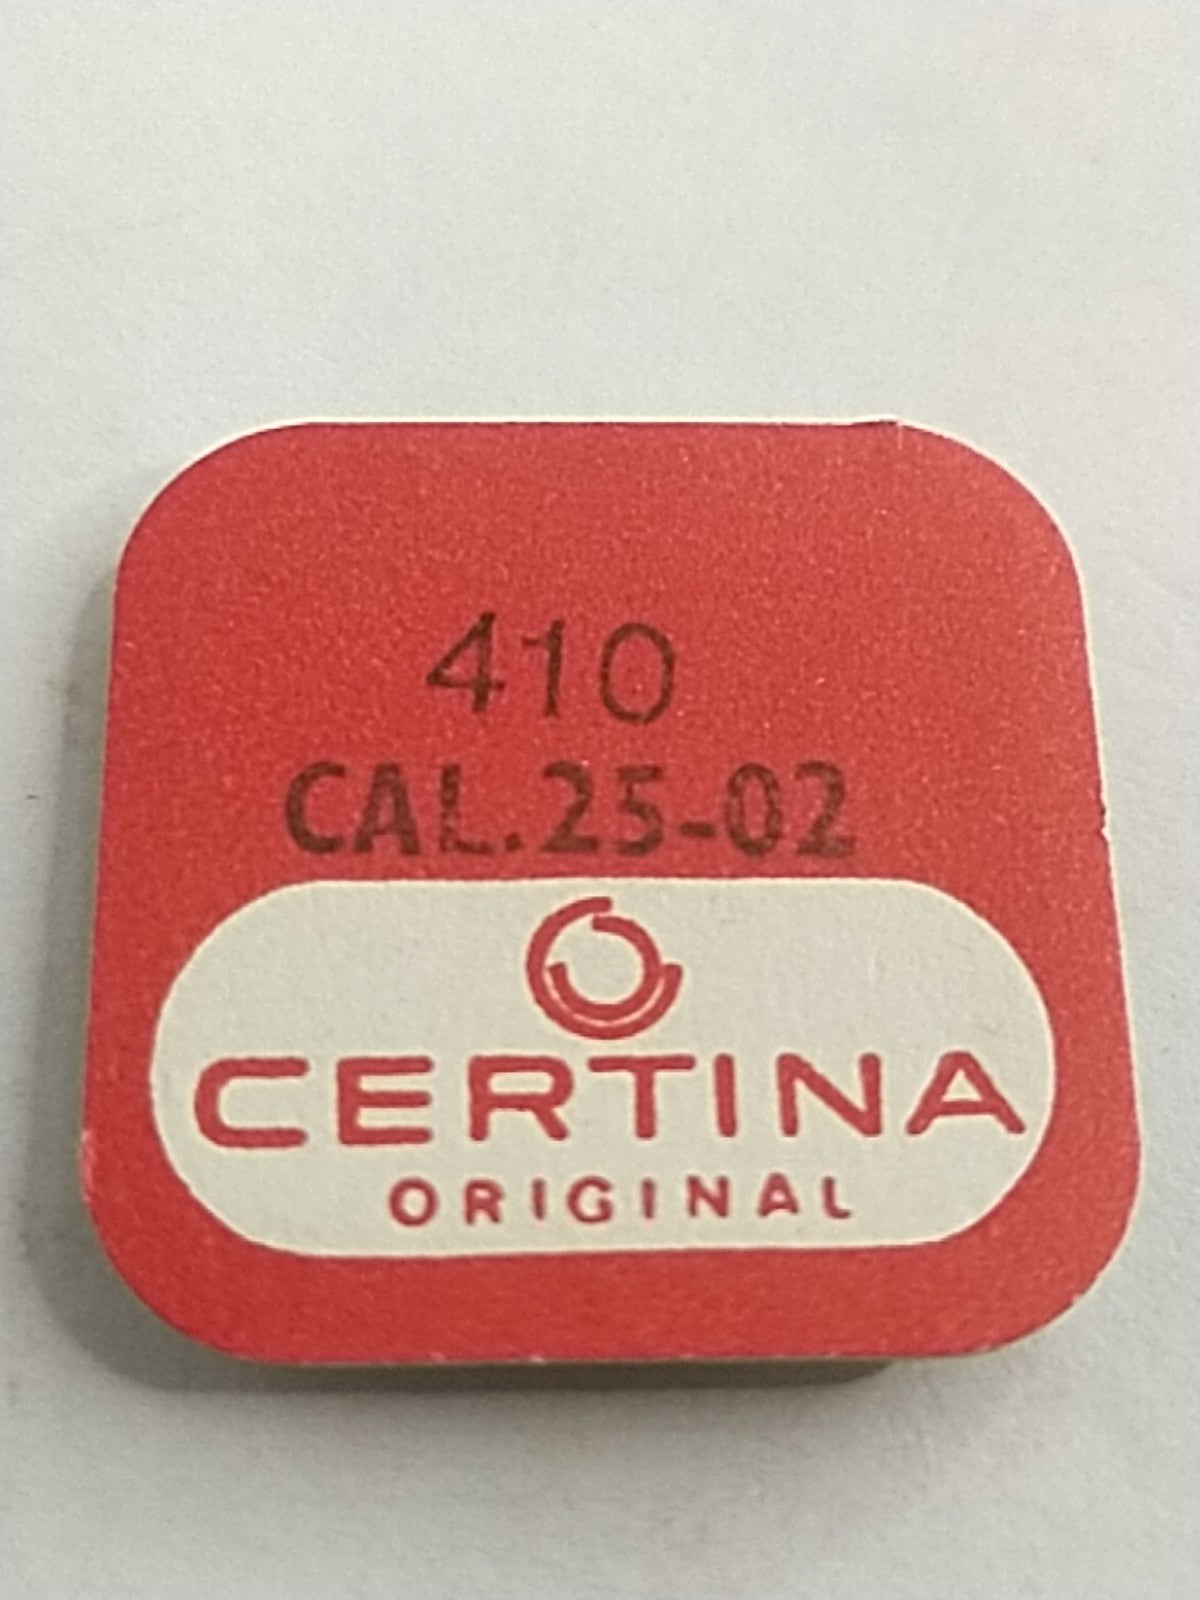 410
CAL.25-02
CERTINA
ORIGINAL